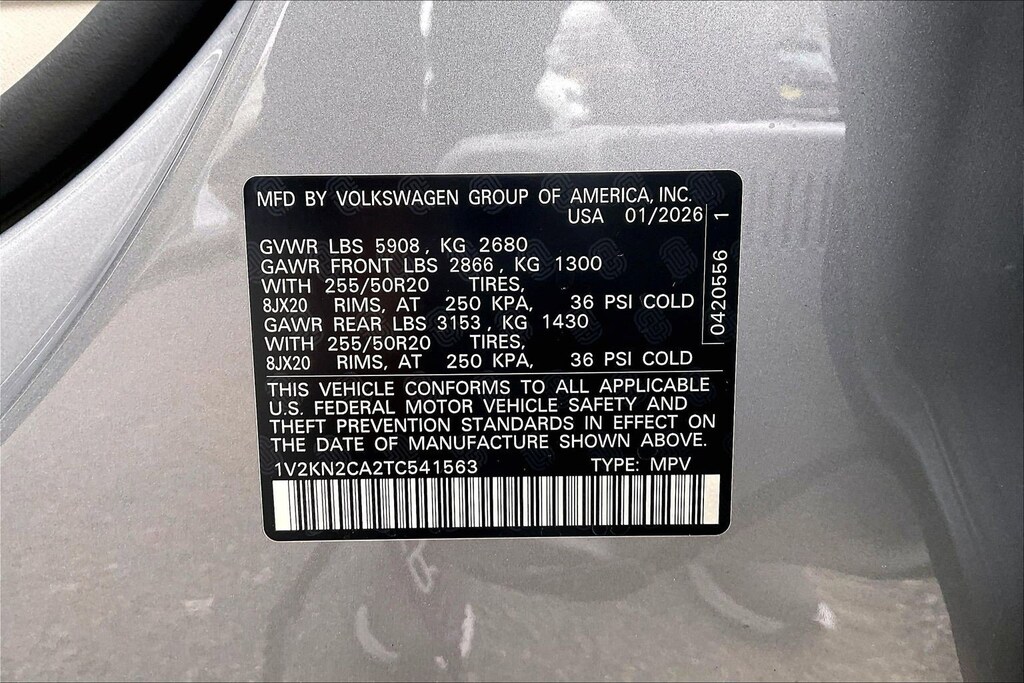 MFD BY VOLKSWAGEN GROUP OF AMERICA, INC.
USA 01/2026
GVWR LBS 5908, KG 2680
GAWR FRONT LBS 2866, KG 1300
WITH 255/50R20 TIRES,
8JX20 RIMS, AT 250 KPA, 36 PSI COLD
GAWR REAR LBS 3153, KG 1430
WITH 255/50R20 TIRES,
8JX20 RIMS, AT 250 KPA, 36 PSI COLD
0420556 1
THIS VEHICLE CONFORMS TO ALL APPLICABLE
U.S. FEDERAL MOTOR VEHICLE SAFETY AND
THEFT PREVENTION STANDARDS IN EFFECT ON
THE DATE OF MANUFACTURE SHOWN ABOVE.
1V2KN2CA2TC541563 TYPE: MPV